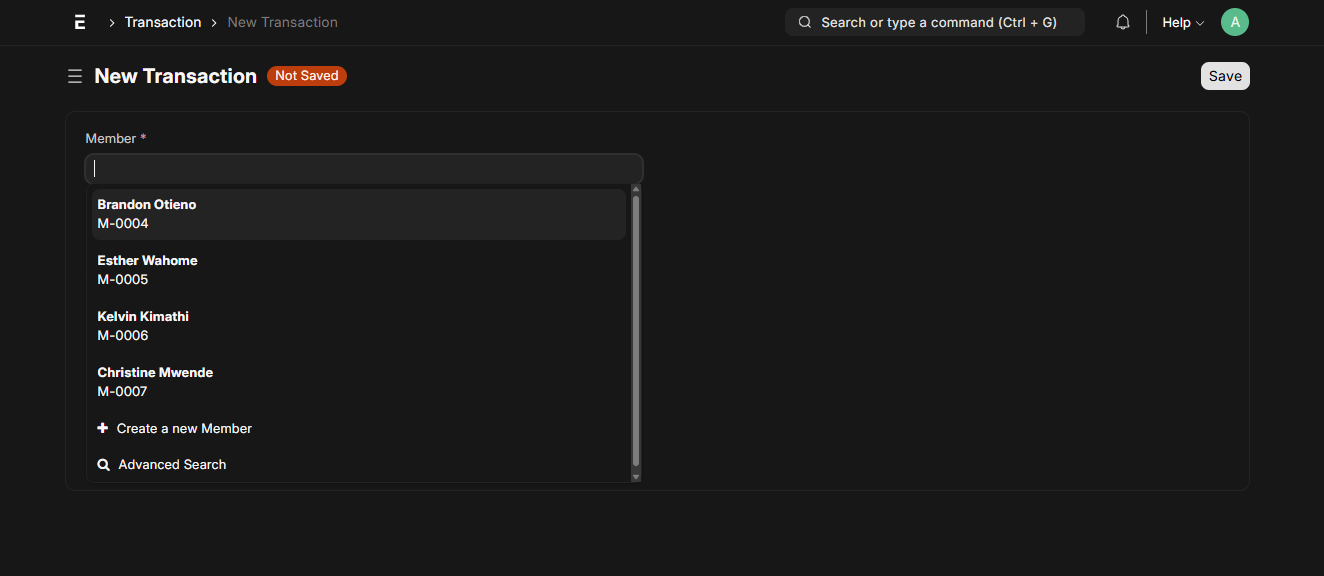 E
Transaction New Transaction
Search or type a command (Ctrl + G)
Help
A
New Transaction
Not Saved
Save
Member *
Brandon Otieno
M-0004
Esther Wahome
M-0005
Kelvin Kimathi
M-0006
Christine Mwende
M-0007
Create a new Member
Advanced Search